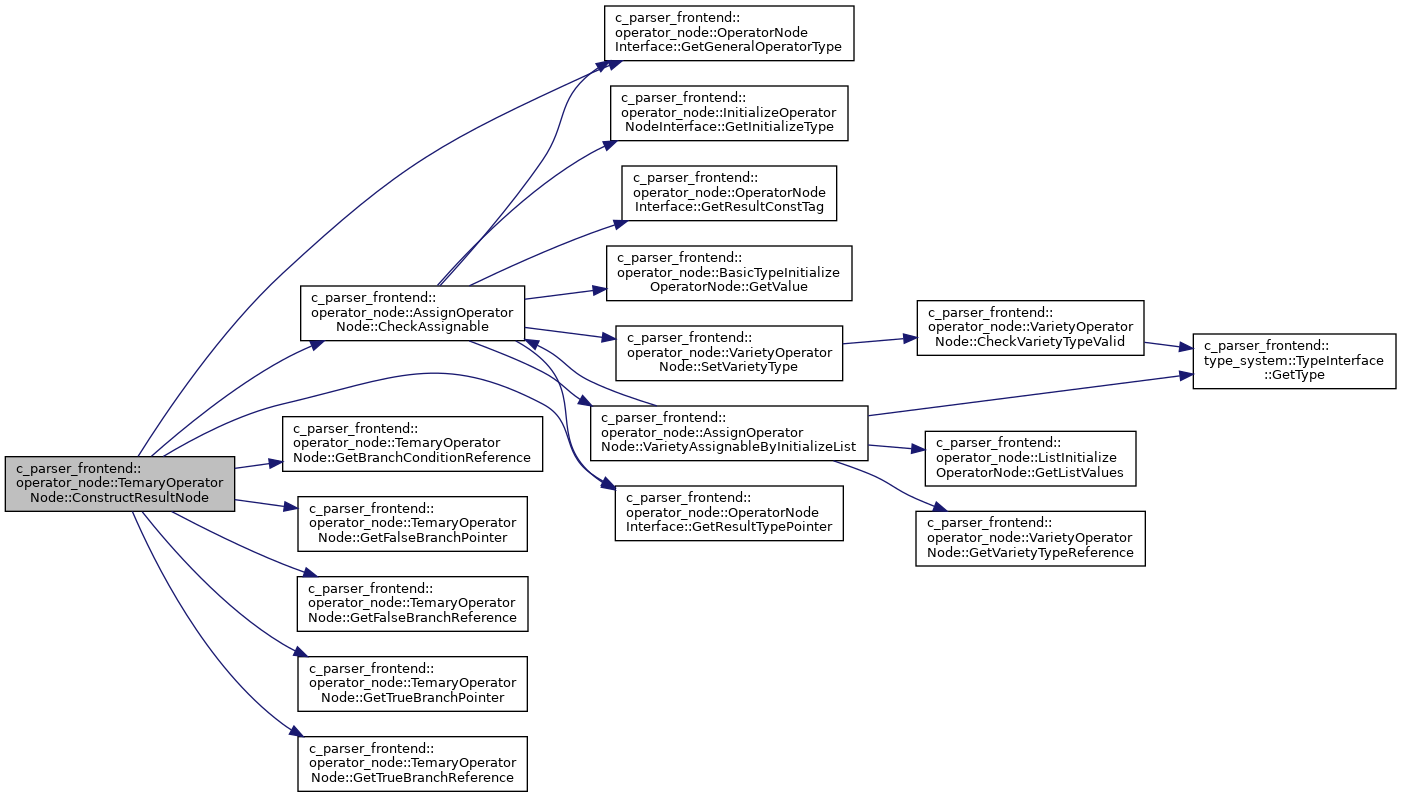 c_parser_frontend::
operator_node::OperatorNode
Interface::GetGeneralOperatorType
c_parser_frontend::
operator_node::InitializeOperator
NodeInterface::GetInitializeType
c_parser_frontend::
operator_node::OperatorNode
Interface::GetResultConstTag
c_parser_frontend::
operator_node::BasicTypeInitialize
OperatorNode::GetValue
c_parser_frontend::
operator_node::AssignOperator
Node::CheckAssignable
c_parser_frontend::
operator_node::VarietyOperator
Node::SetVarietyType
c_parser_frontend::
operator_node::VarietyOperator
Node::CheckVarietyTypeValid
c_parser_frontend::
type_system::TypeInterface
::GetType
c_parser_frontend::
operator_node::AssignOperator
Node::VarietyAssignableByInitializeList
c_parser_frontend::
operator_node::ListInitialize
OperatorNode::GetListValues
c_parser_frontend::
operator_node::TemaryOperator
Node::GetBranchConditionReference
c_parser_frontend::
operator_node::TemaryOperator
Node::ConstructResultNode
c_parser_frontend::
operator_node::OperatorNode
Interface::GetResultTypePointer
c_parser_frontend::
operator_node::VarietyOperator
Node::GetVarietyTypeReference
c_parser_frontend::
operator_node::TemaryOperator
Node::GetFalseBranchPointer
c_parser_frontend::
operator_node::TemaryOperator
Node::GetFalseBranchReference
c_parser_frontend::
operator_node::TemaryOperator
Node::GetTrueBranchPointer
c_parser_frontend::
operator_node::TemaryOperator
Node::GetTrueBranchReference